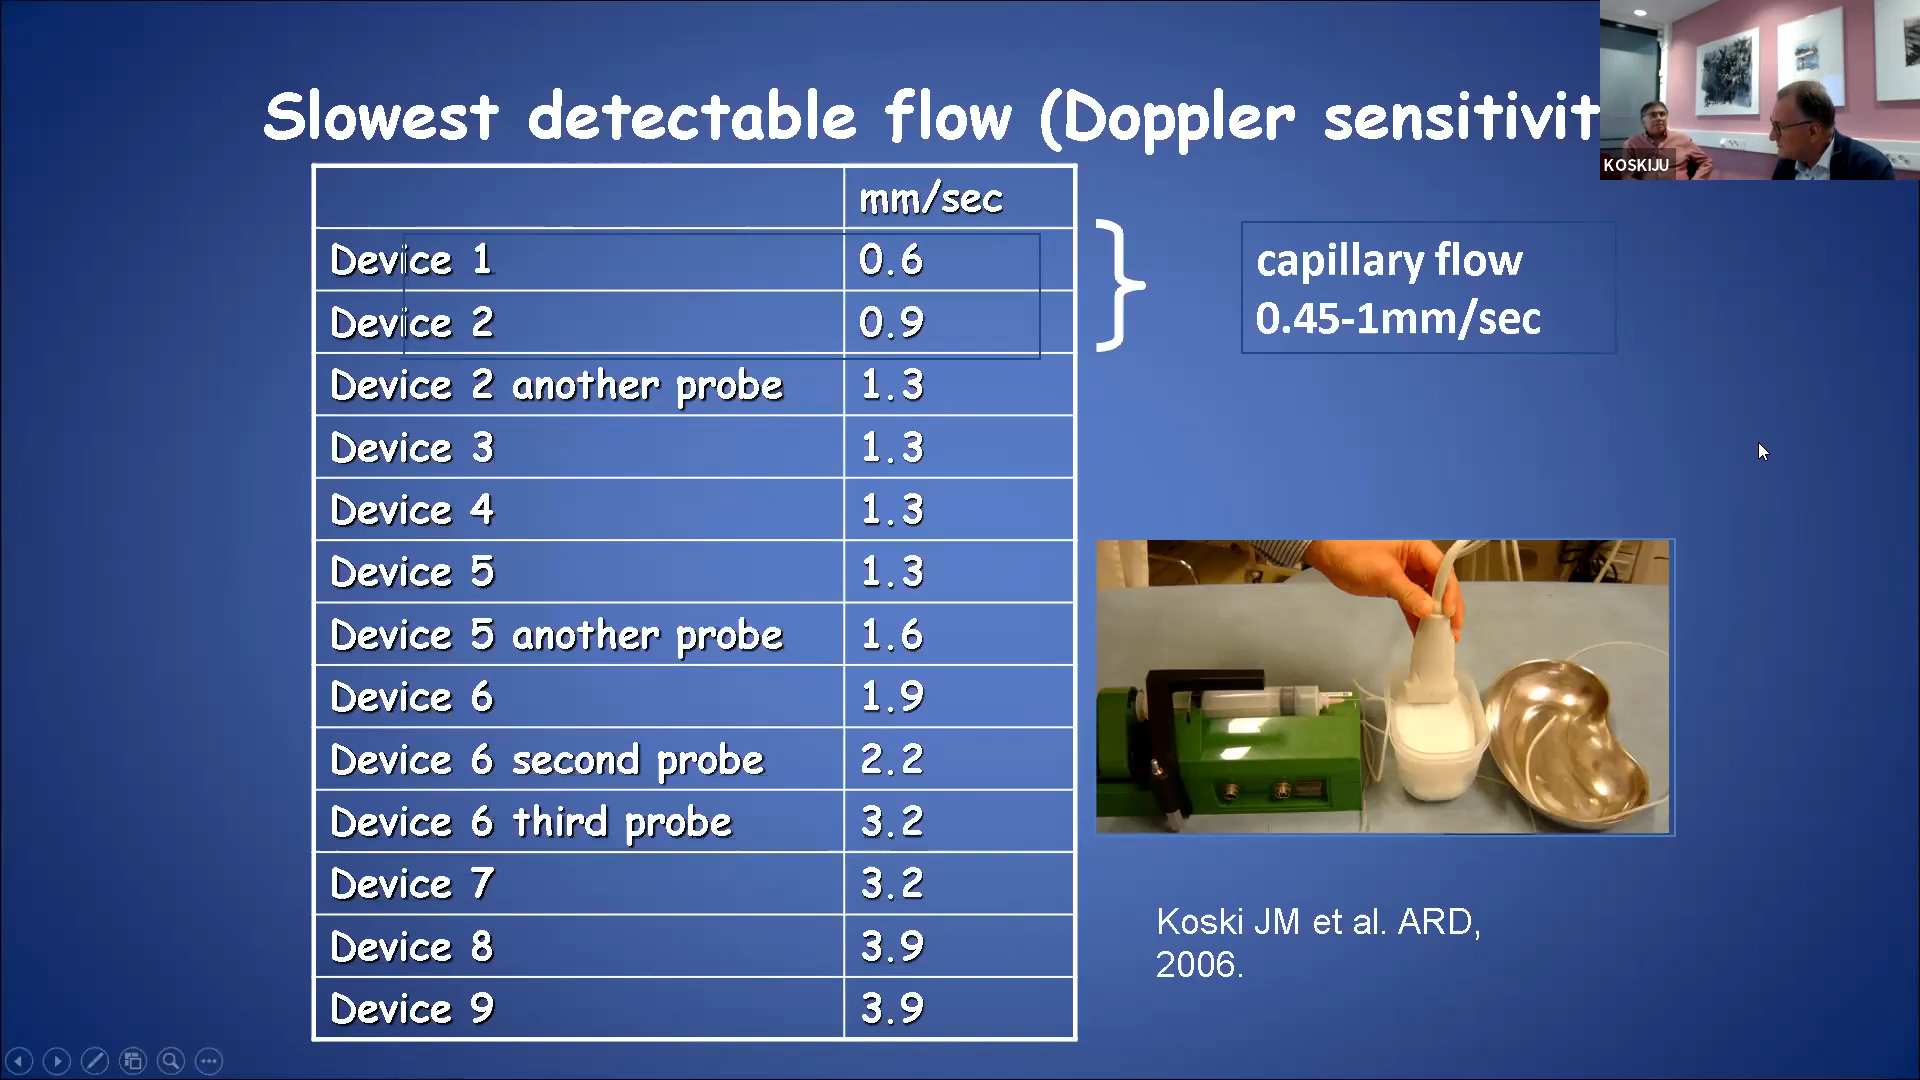 Slowest detectable flow (Doppler sensitivit
KOSKIJU
mm/sec
Device 1 0.6
Device 2 0.9
Device 2 another probe 1.3
Device 3 1.3
Device 4 1.3
Device 5 1.3
Device 5 another probe 1.6
Device 6 1.9
Device 6 second probe 2.2
Device 6 third probe 3.2
Device 7 3.2
Device 8 3.9
Device 9 3.9
capillary flow
0.45-1mm/sec
Koski JM et al. ARD,
2006.